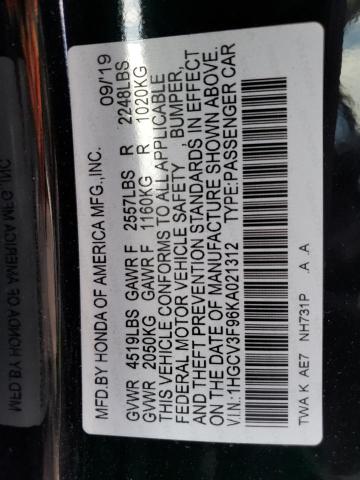 MFD.BY HONDA OF AMERICA MFG.,INC. 09/'19
GVWR 4519LBS GAWR F 2557LBS R 2248LBS
GVWR 2050KG GAWR F 1160KG R 1020KG
THIS VEHICLE CONFORMS TO ALL APPLICABLE
FEDERAL MOTOR VEHICLE SAFETY , BUMPER,
AND THEFT PREVENTION STANDARDS IN EFFECT
ON THE DATE OF MANUFACTURE SHOWN ABOVE.
V.I.N.: 1HGCV3F96KA021312 TYPE:PASSENGER CAR
TWA K AE7 NH731P A A